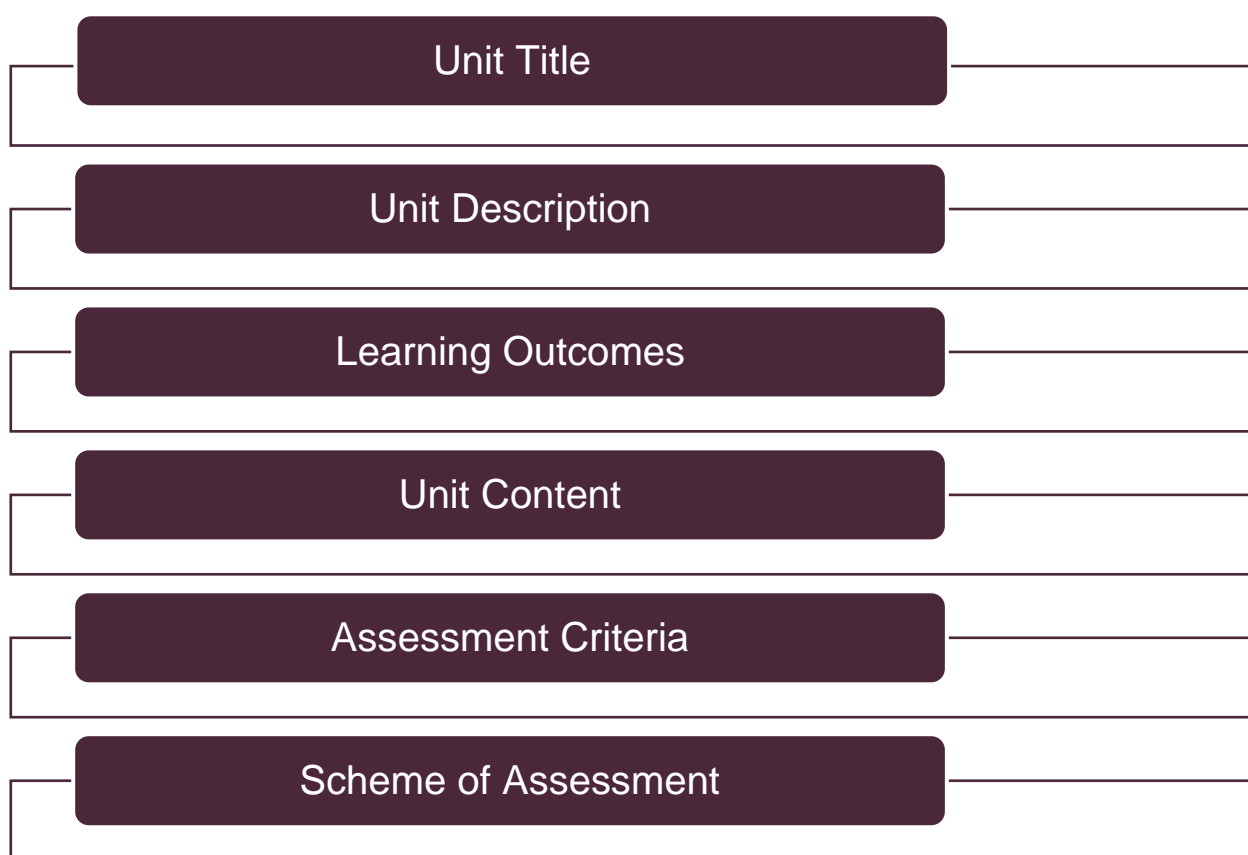 Unit Title
Unit Description
Learning Outcomes
Unit Content
Assessment Criteria
Scheme of Assessment